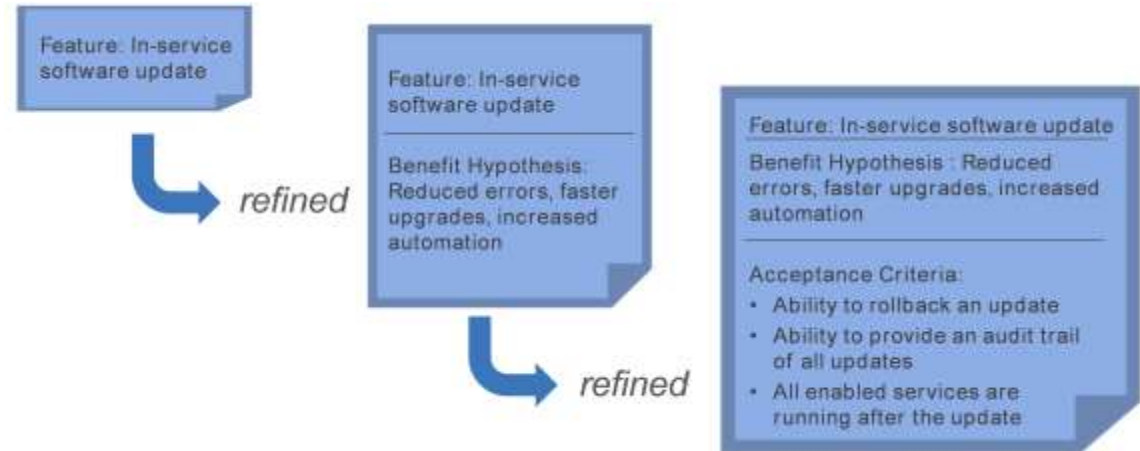 Feature: In-service
software update
refined
Feature: In-service
software update
Benefit Hypothesis:
Reduced errors, faster
upgrades, increased
automation
refined
Feature: In-service software update
Benefit Hypothesis : Reduced
errors, faster upgrades, increased
automation
Acceptance Criteria:
• Ability to rollback an update
• Ability to provide an audit trail
of all updates
• All enabled services are
running after the update